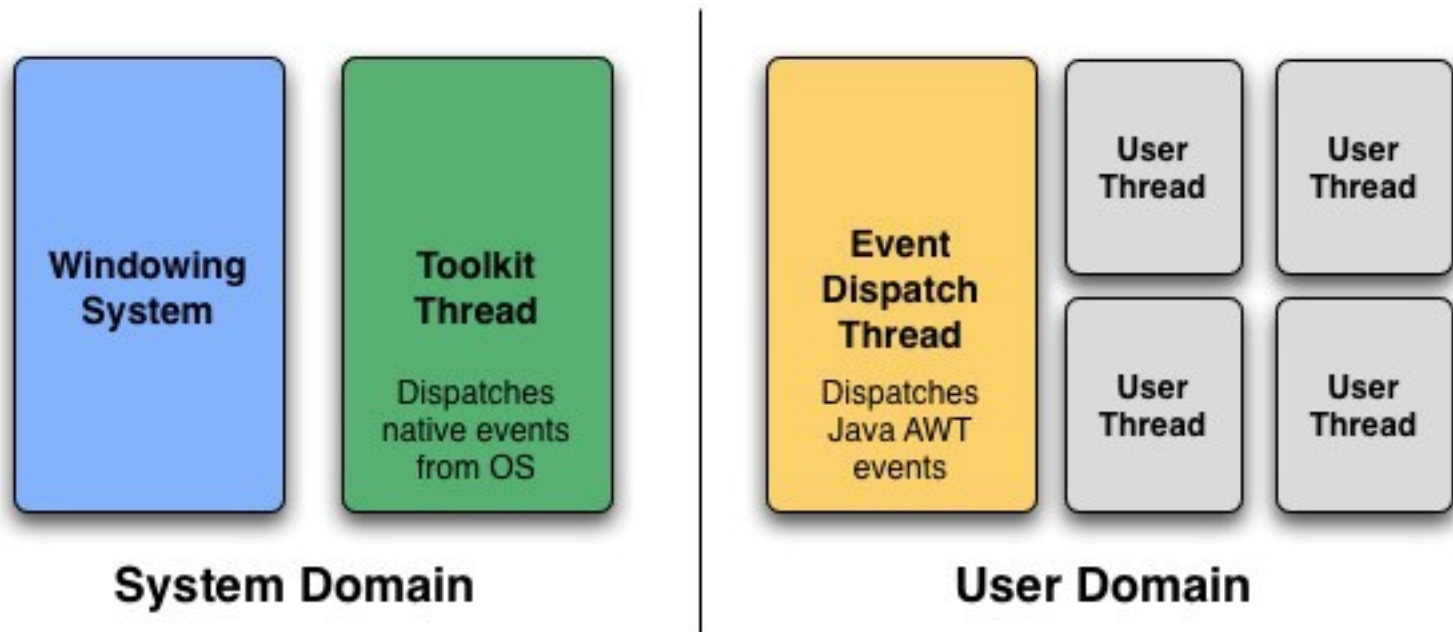 Windowing
System
Toolkit
Thread
Dispatches
native events
from OS
System Domain
Event
Dispatch
Thread
Dispatches
Java AWT
events
User
Thread
User
Thread
User
Thread
User
Thread
User Domain